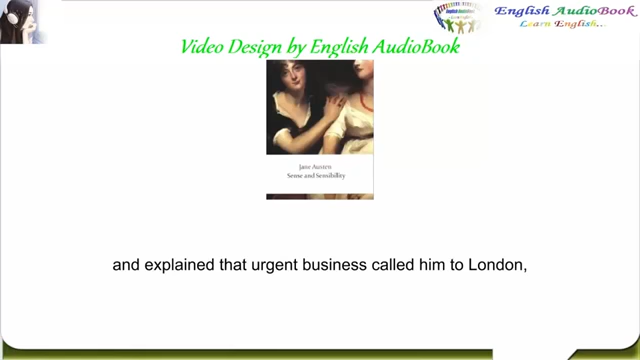 English AudioBook
Learn English...
Video Design by English AudioBook
Jane Austen
Sense and Sensibility
and explained that urgent business called him to London,